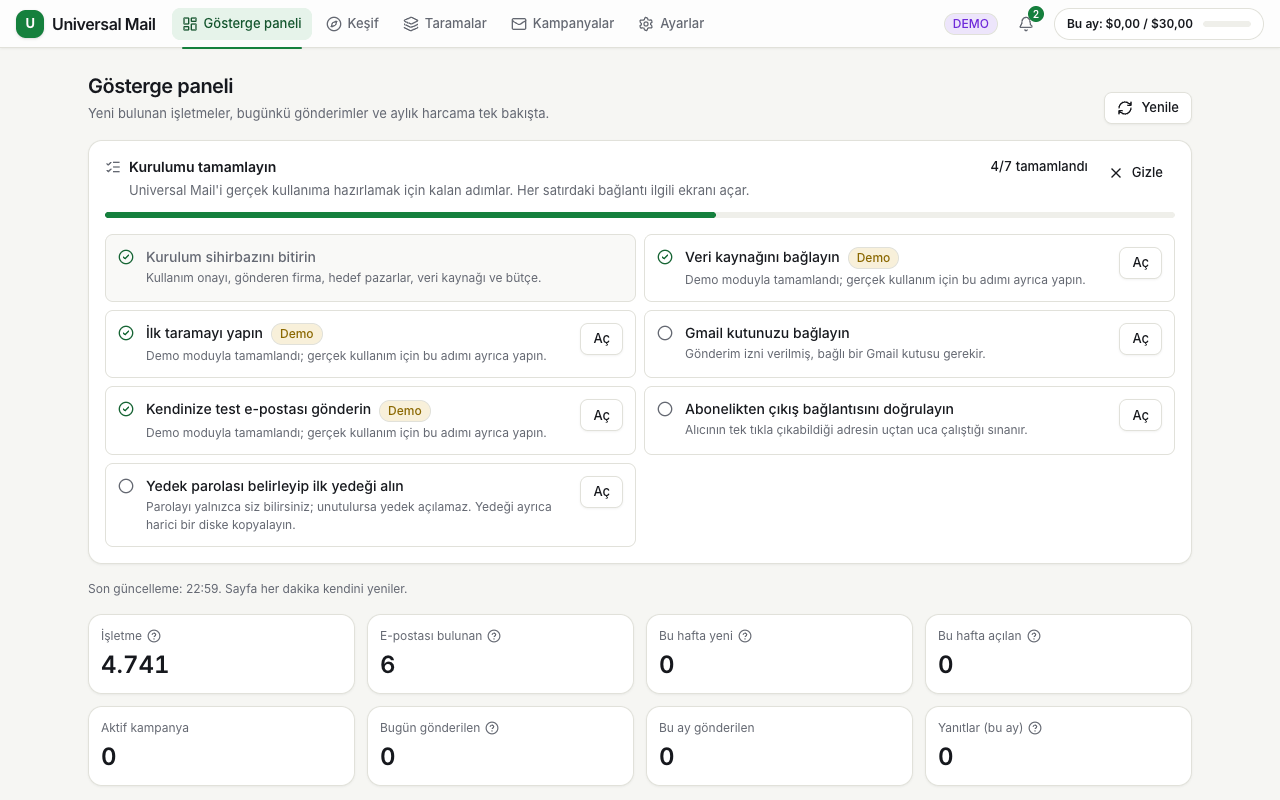 U Universal Mail Gösterge paneli Keşif Taramalar Kampanyalar Ayarlar DEMO 2 Bu ay: $0,00 / $30,00
Gösterge paneli
Yeni bulunan işletmeler, bugünkü gönderimler ve aylık harcama tek bakışta.
Yenile
Kurulumu tamamlayın 4/7 tamamlandı Gizle
Universal Mail'i gerçek kullanıma hazırlamak için kalan adımlar. Her satırdaki bağlantı ilgili ekranı açar.
Kurulum sihirbazını bitirin
Kullanım onayı, gönderen firma, hedef pazarlar, veri kaynağı ve bütçe.
Veri kaynağını bağlayın Demo
Demo moduyla tamamlandı; gerçek kullanım için bu adımı ayrıca yapın.
Aç
İlk taramayı yapın Demo
Demo moduyla tamamlandı; gerçek kullanım için bu adımı ayrıca yapın.
Aç
Gmail kutunuzu bağlayın
Gönderim izni verilmiş, bağlı bir Gmail kutusu gerekir.
Aç
Kendinize test e-postası gönderin Demo
Demo moduyla tamamlandı; gerçek kullanım için bu adımı ayrıca yapın.
Aç
Abonelikten çıkış bağlantısını doğrulayın
Alıcının tek tıkla çıkabildiği adresin uçtan uca çalıştığı sınanır.
Aç
Yedek parolası belirleyip ilk yedeği alın
Parolayı yalnızca siz bilirsiniz; unutulursa yedek açılamaz. Yedeği ayrıca
harici bir diske kopyalayın.
Aç
Son güncelleme: 22:59. Sayfa her dakika kendini yeniler.
İşletme
4.741
E-postası bulunan
6
Bu hafta yeni
0
Bu hafta açılan
0
Aktif kampanya
0
Bugün gönderilen
0
Bu ay gönderilen
0
Yanıtlar (bu ay)
0